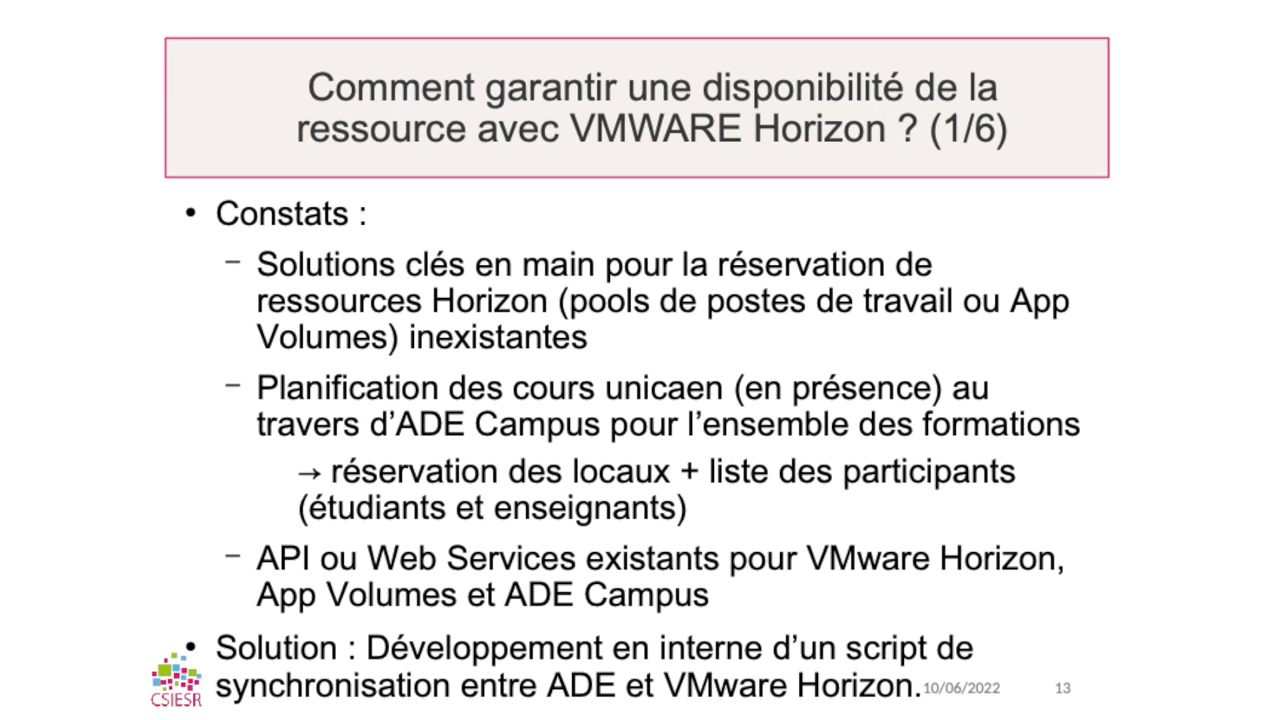 Comment garantir une disponibilité de la
ressource avec VMWARE Horizon ? (1/6)
• Constats :
– Solutions clés en main pour la réservation de
ressources Horizon (pools de postes de travail ou App
Volumes) inexistantes
– Planification des cours unicaen (en présence) au
travers d’ADE Campus pour l’ensemble des formations
→ réservation des locaux + liste des participants
(étudiants et enseignants)
– API ou Web Services existants pour VMware Horizon,
App Volumes et ADE Campus
• Solution : Développement en interne d’un script de
synchronisation entre ADE et VMware Horizon.
CSIESR
10/06/2022
13